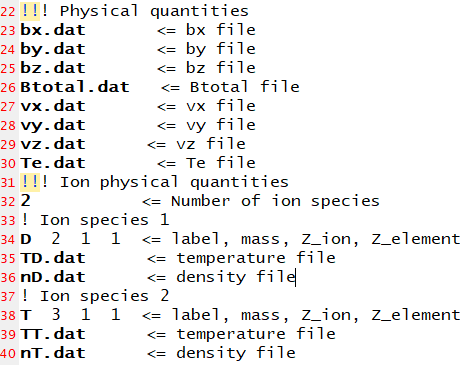 22 !!! Physical quantities
23 bx.dat <= bx file
24 by.dat <= by file
25 bz.dat <= bz file
26 Btotal.dat <= Btotal file
27 vx.dat <= vx file
28 vy.dat <= vy file
29 vz.dat <= vz file
30 Te.dat <= Te file
31 !!! Ion physical quantities
32 2 <= Number of ion species
33 ! Ion species 1
34 D 2 1 1 <= label, mass, Z_ion, Z_element
35 TD.dat <= temperature file
36 nD.dat <= density file
37 ! Ion species 2
38 T 3 1 1 <= label, mass, Z_ion, Z_element
39 TT.dat <= temperature file
40 nT.dat <= density file